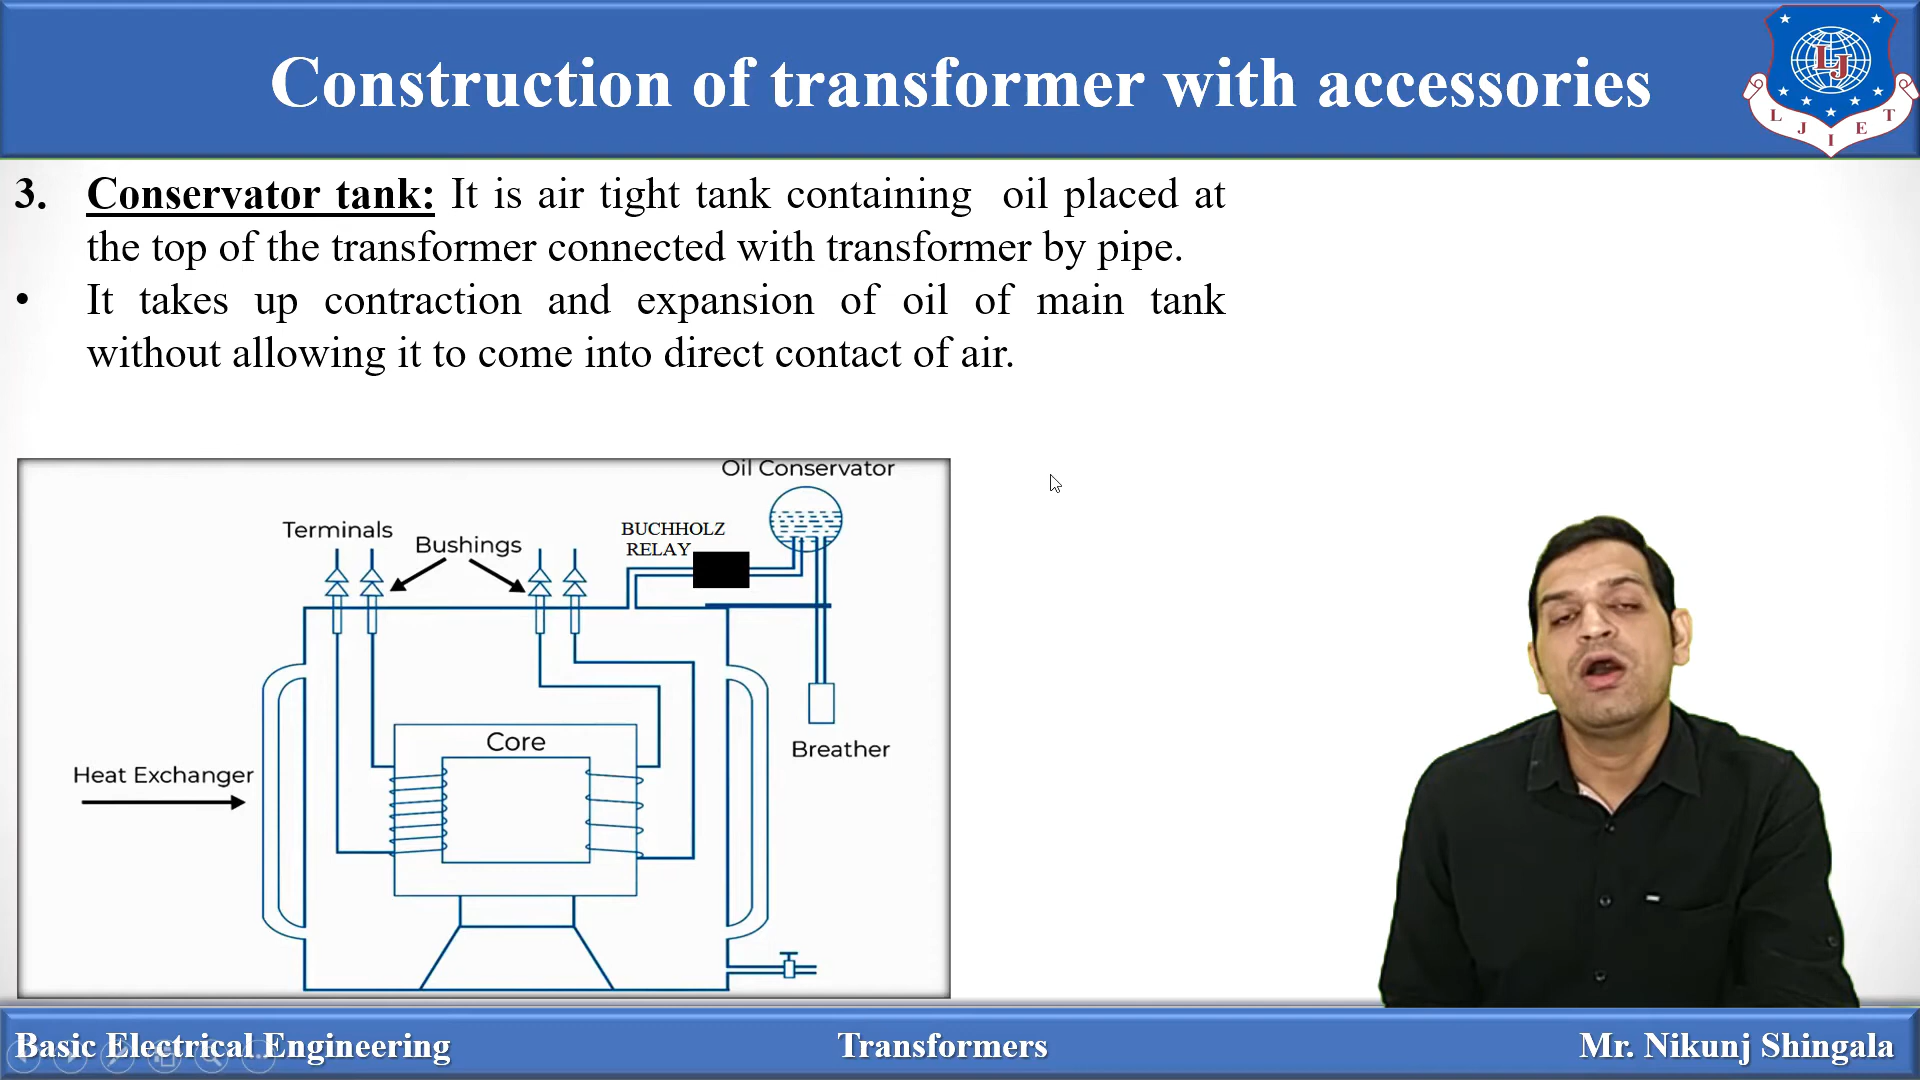 Construction of transformer with accessories
LJ
L J I E T
3. Conservator tank: It is air tight tank containing oil placed at
the top of the transformer connected with transformer by pipe.
• It takes up contraction and expansion of oil of main tank
without allowing it to come into direct contact of air.
Oil Conservator
Terminals
Bushings
BUCHHOLZ
RELAY
Core
Breather
Heat Exchanger
Basic Electrical Engineering
Transformers
Mr. Nikunj Shingala